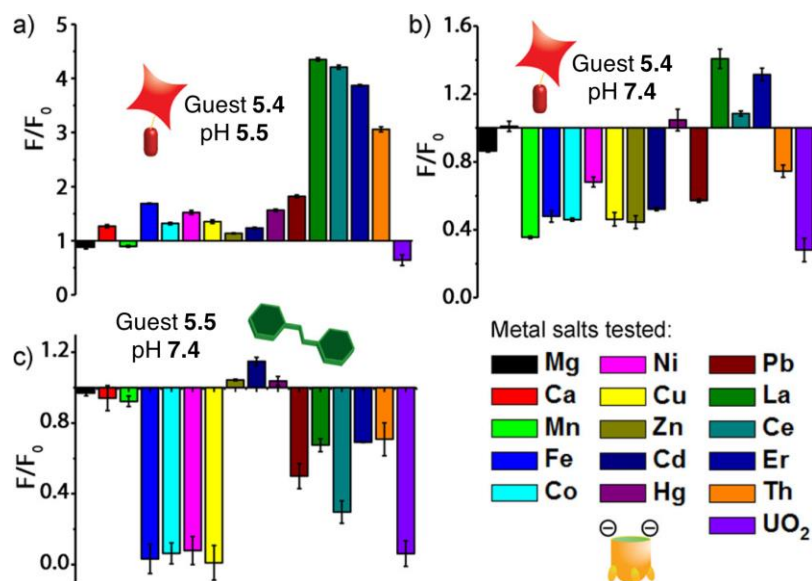 a)
F/F₀
5
4
3
2
1
0
Guest 5.4
pH 5.5
b)
F/F₀
1.6
1.2
0.8
0.4
0.0
Guest 5.4
pH 7.4
c)
F/F₀
1.2
0.8
0.4
0.0
Guest 5.5
pH 7.4
Metal salts tested:
Mg Ni Pb
Ca Cu La
Mn Zn Ce
Fe Cd Er
Co Hg Th
UO₂
⊖ ⊖